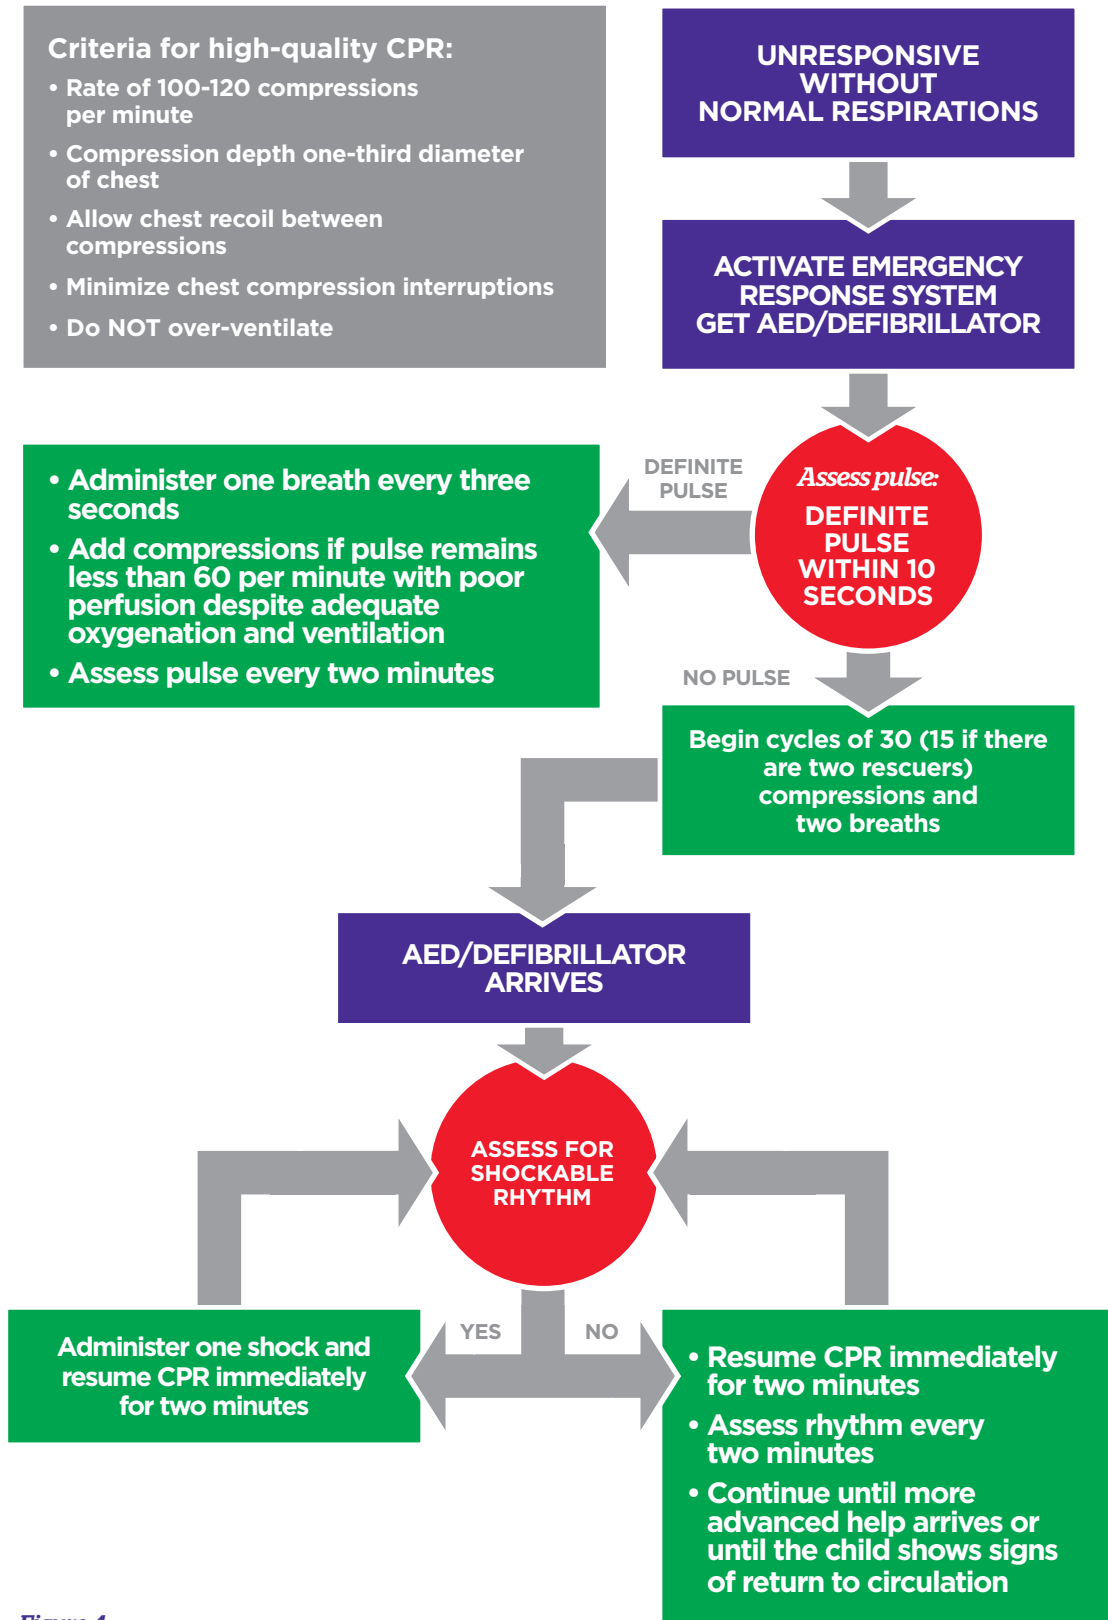 Criteria for high-quality CPR:
• Rate of 100-120 compressions
per minute
• Compression depth one-third diameter
of chest
• Allow chest recoil between
compressions
• Minimize chest compression interruptions
• Do NOT over-ventilate
UNRESPONSIVE
WITHOUT
NORMAL RESPIRATIONS
ACTIVATE EMERGENCY
RESPONSE SYSTEM
GET AED/DEFIBRILLATOR
Assess pulse:
DEFINITE
PULSE
WITHIN 10
SECONDS
DEFINITE
PULSE
• Administer one breath every three
seconds
• Add compressions if pulse remains
less than 60 per minute with poor
perfusion despite adequate
oxygenation and ventilation
• Assess pulse every two minutes
NO PULSE
Begin cycles of 30 (15 if there
are two rescuers)
compressions and
two breaths
AED/DEFIBRILLATOR
ARRIVES
ASSESS FOR
SHOCKABLE
RHYTHM
YES
NO
Administer one shock and
resume CPR immediately
for two minutes
• Resume CPR immediately
for two minutes
• Assess rhythm every
two minutes
• Continue until more
advanced help arrives or
until the child shows signs
of return to circulation
Figure 4